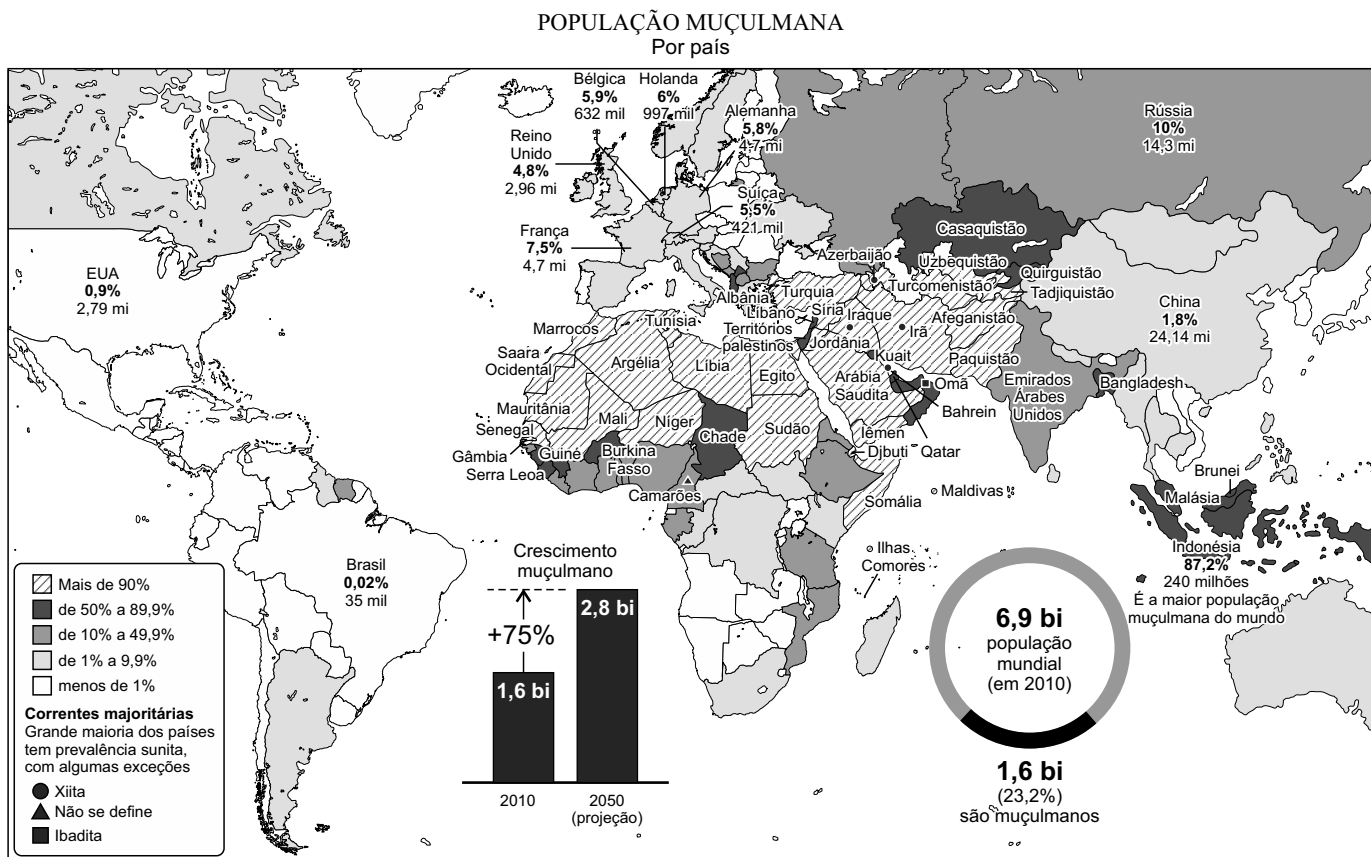 POPULAÇÃO MUÇULMANA
Por país
Bélgica
5,9%
632 mil
Holanda
6%
997 mil
Alemanha
5,8%
4,7 mi
Reino
Unido
4,8%
2,96 mi
Suíça
5,5%
421 mil
França
7,5%
4,7 mi
Rússia
10%
14,3 mi
EUA
0,9%
2,79 mi
China
1,8%
24,14 mi
Casaquistão
Azerbaijão
Uzbequistão
Quirguistão
Turcomenistão
Tadjiquistão
Albânia
Turquia
Líbano
Síria
Iraque
Afeganistão
Irã
Territórios
palestinos
Jordânia
Marrocos
Tunísia
Saara
Ocidental
Argélia
Líbia
Egito
Kuait
Paquistão
Arábia
Saudita
Omã
Emirados
Árabes
Unidos
Bangladesh
Bahrein
Mauritânia
Mali
Níger
Chade
Sudão
Iêmen
Senegal
Djibuti
Qatar
Gâmbia
Guiné
Burkina
Fasso
Serra Leoa
Camarões
Somália
Maldivas
Brunei
Malásia
Ilhas
Comores
Indonésia
87,2%
240 milhões
É a maior população
muçulmana do mundo
Brasil
0,02%
35 mil
Mais de 90%
de 50% a 89,9%
de 10% a 49,9%
de 1% a 9,9%
menos de 1%
Correntes majoritárias
Grande maioria dos países
tem prevalência sunita,
com algumas exceções
Xiita
Não se define
Ibadita
Crescimento
muçulmano
+75%
1,6 bi
2,8 bi
2010
2050
(projeção)
6,9 bi
população
mundial
(em 2010)
1,6 bi
(23,2%)
são muçulmanos